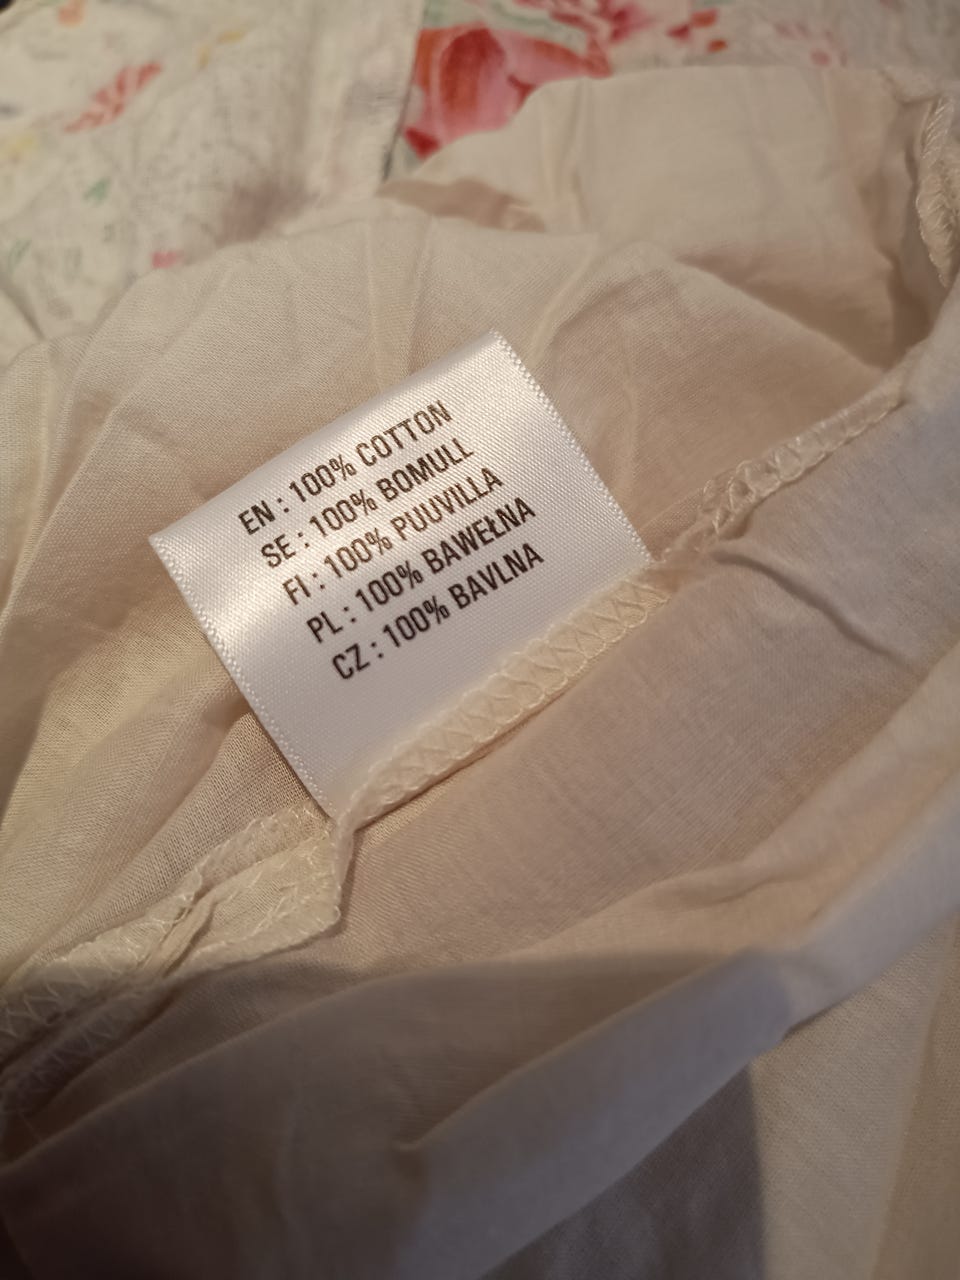 EN : 100% COTTON
SE : 100% BOMULL
FI : 100% PUUVILLA
PL : 100% BAWEŁNA
CZ : 100% BAVLNA